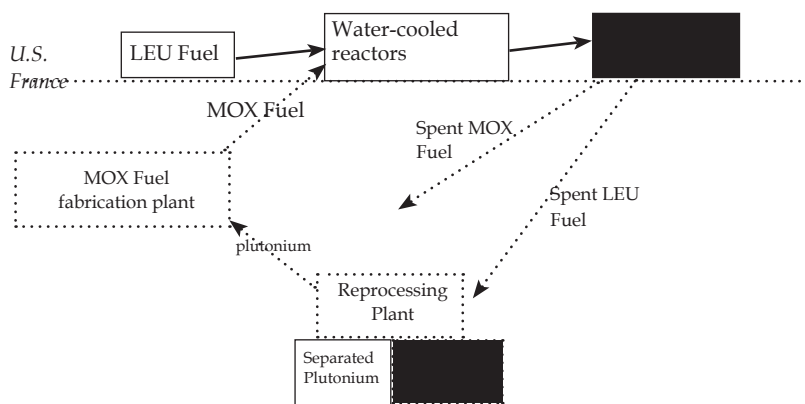 U.S.
France
LEU Fuel
Water-cooled
reactors
MOX Fuel
Spent MOX
Fuel
MOX Fuel
fabrication plant
Spent LEU
Fuel
plutonium
Reprocessing
Plant
Separated
Plutonium